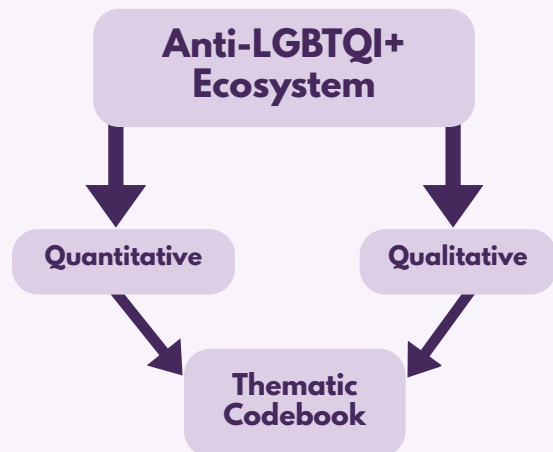 Anti-LGBTQI+
Ecosystem
Quantitative
Qualitative
Thematic
Codebook